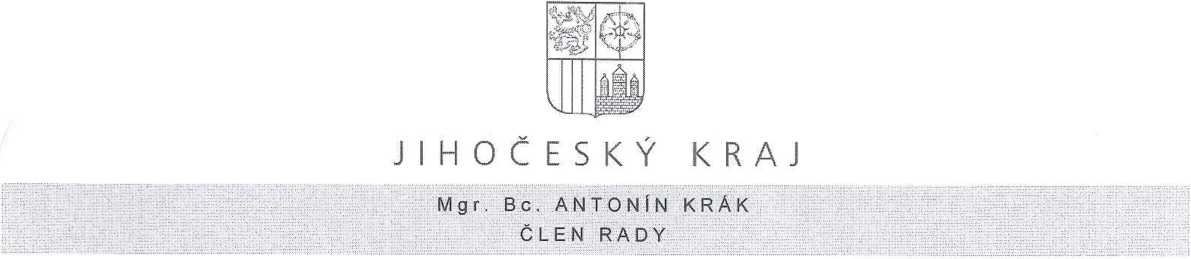 JIHOČESKÝ KRAJ
Mgr. Bc. ANTONÍN KRÁK
ČLEN RADY